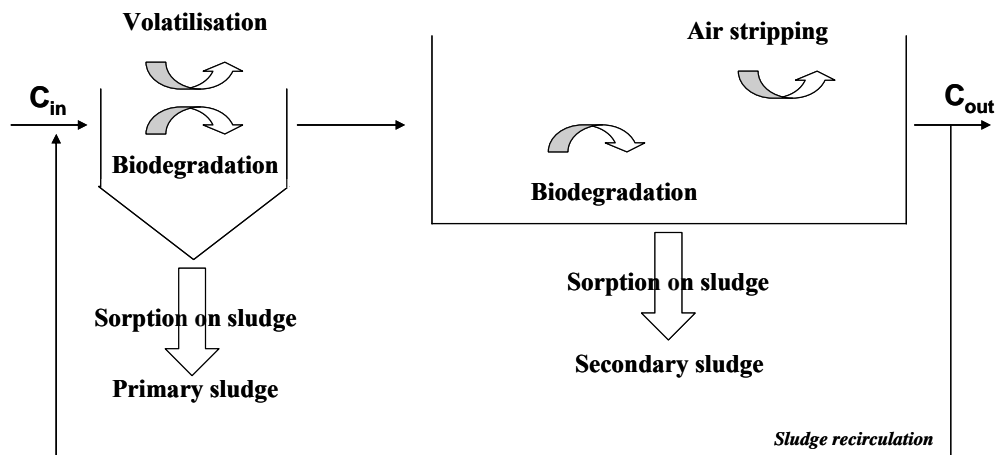 Volatilisation
Air stripping
C_in
C_out
Biodegradation
Biodegradation
Sorption on sludge
Sorption on sludge
Secondary sludge
Primary sludge
Sludge recirculation